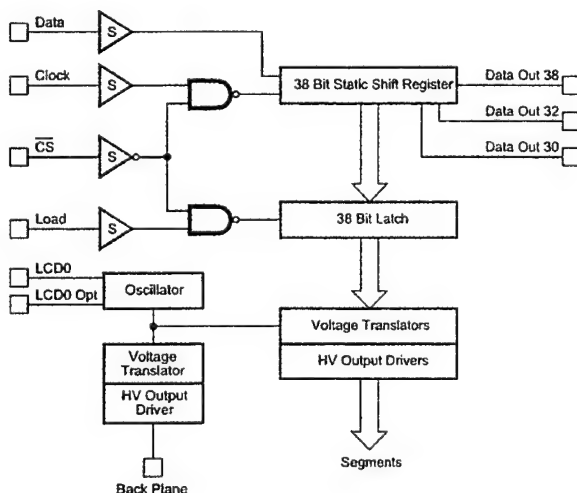 Data
S
Clock
S
38 Bit Static Shift Register
Data Out 38
Data Out 32
CS
S
Data Out 30
Load
S
38 Bit Latch
LCD0
LCD0 Opt
Oscillator
Voltage Translators
HV Output Drivers
Voltage
Translator
HV Output
Driver
Segments
Back Plane